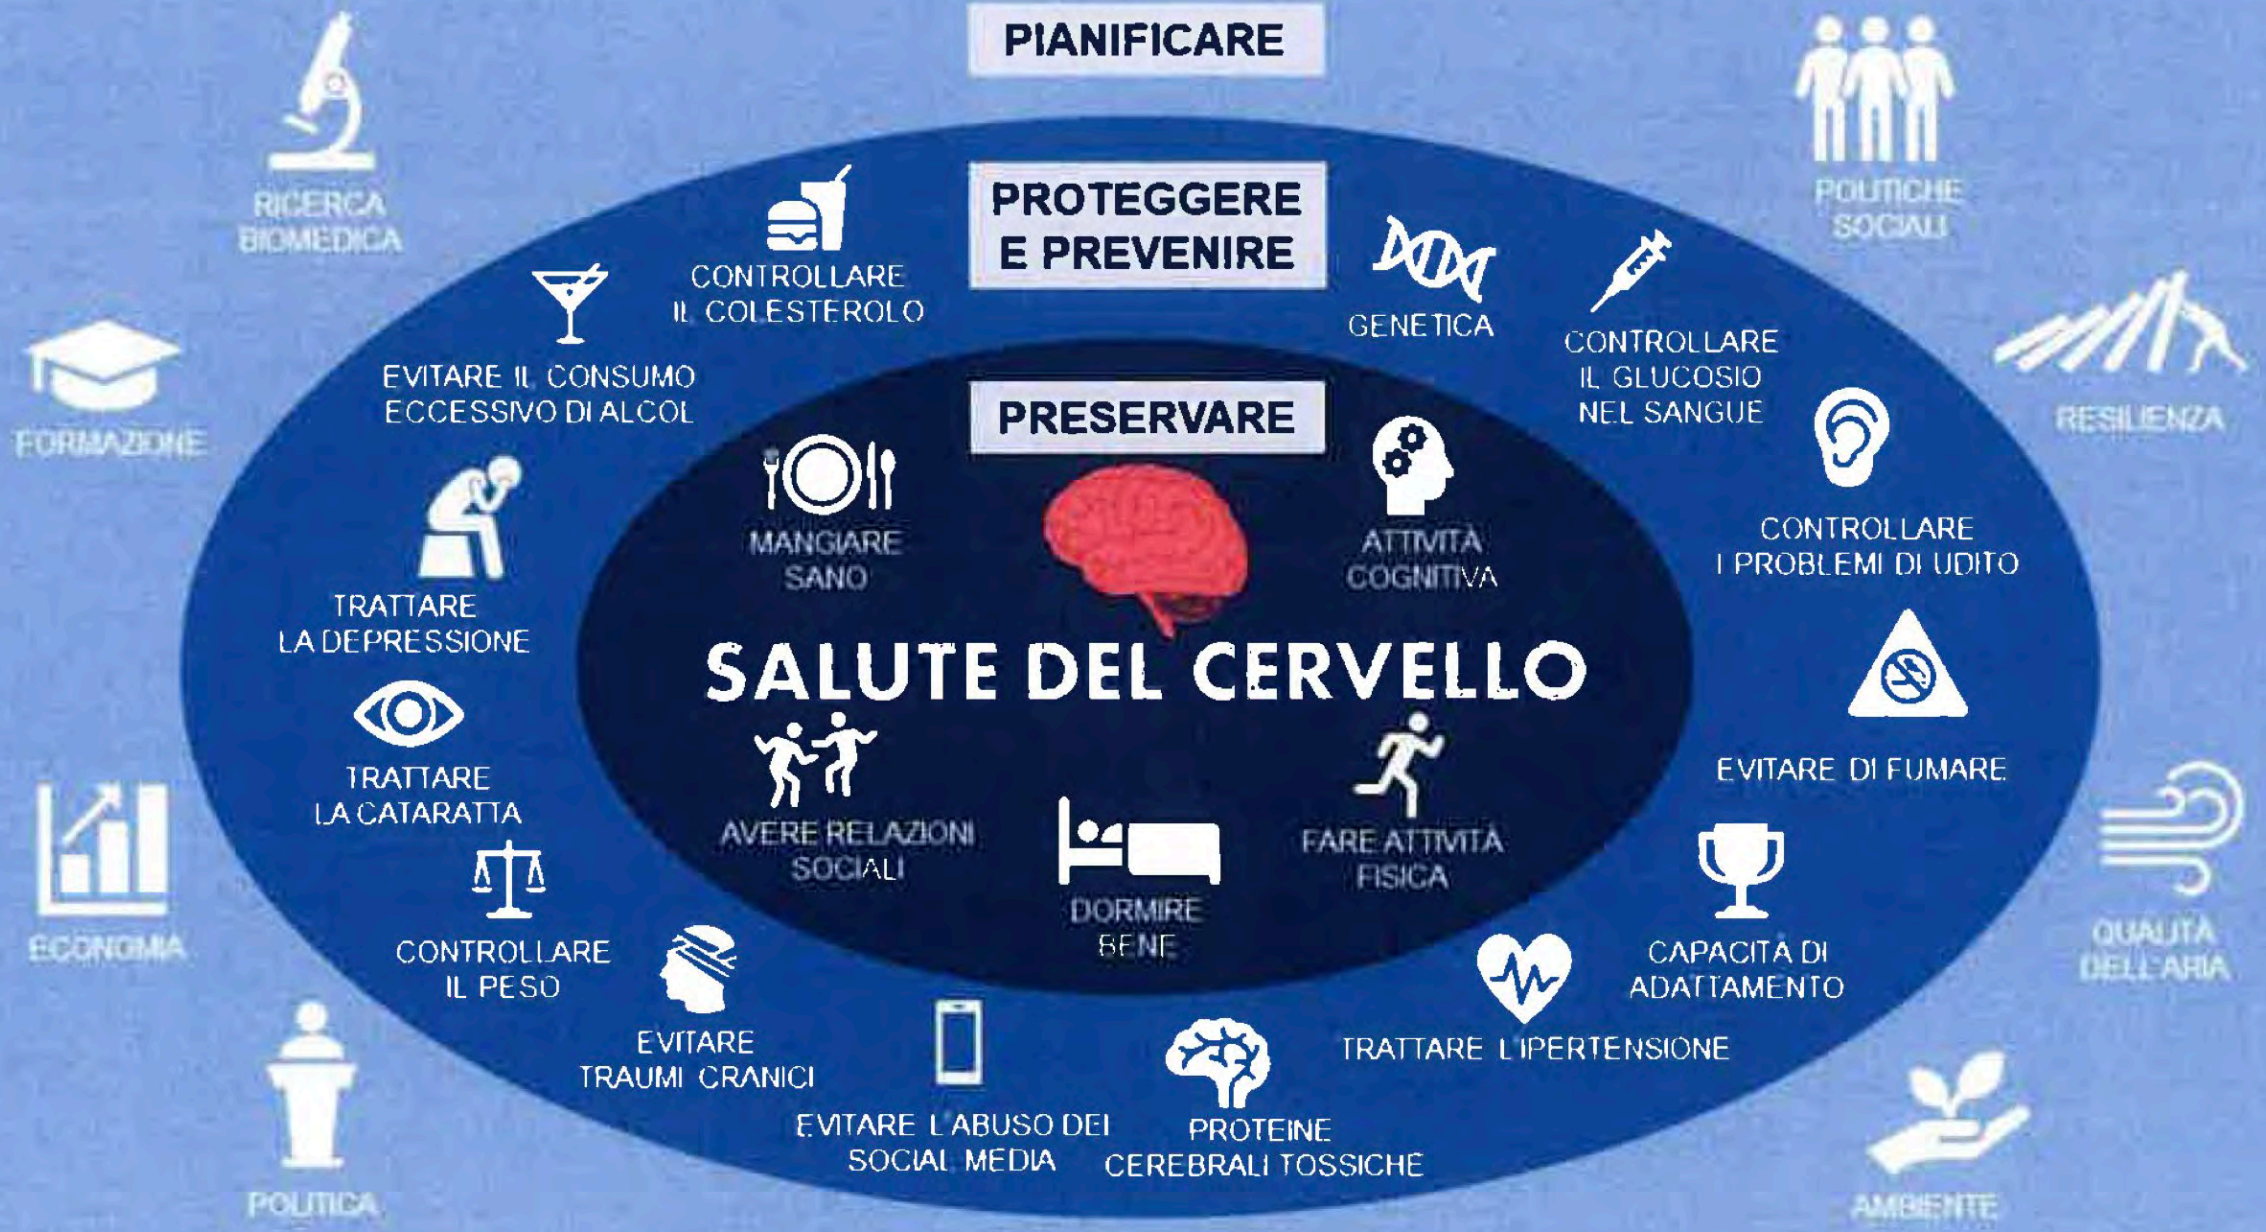 PIANIFICARE
RICERCA
BIOMEDICA
POLITICHE
SOCIALI
FORMAZIONE
RESILIENZA
ECONOMIA
QUALITÀ
DELL'ARIA
POLITICA
AMBIENTE
PROTEGGERE
E PREVENIRE
CONTROLLARE
IL COLESTEROLO
GENETICA
EVITARE IL CONSUMO
ECCESSIVO DI ALCOL
CONTROLLARE
IL GLUCOSIO
NEL SANGUE
TRATTARE
LA DEPRESSIONE
CONTROLLARE
I PROBLEMI DI UDITO
TRATTARE
LA CATARATTA
EVITARE DI FUMARE
CONTROLLARE
IL PESO
CAPACITÀ DI
ADATTAMENTO
EVITARE
TRAUMI CRANICI
TRATTARE L'IPERTENSIONE
EVITARE L'ABUSO DEI
SOCIAL MEDIA
PROTEINE
CEREBRALI TOSSICHE
PRESERVARE
MANGIARE
SANO
ATTIVITÀ
COGNITIVA
SALUTE DEL CERVELLO
AVERE RELAZIONI
SOCIALI
DORMIRE
BENE
FARE ATTIVITÀ
FISICA